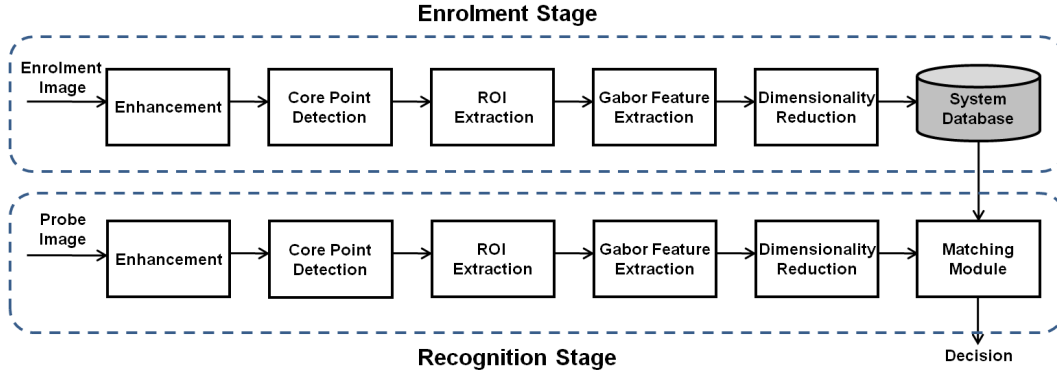 Enrolment Stage
Enrolment
Image
Enhancement
Core Point
Detection
ROI
Extraction
Gabor Feature
Extraction
Dimensionality
Reduction
System
Database
Probe
Image
Enhancement
Core Point
Detection
ROI
Extraction
Gabor Feature
Extraction
Dimensionality
Reduction
Matching
Module
Recognition Stage
Decision